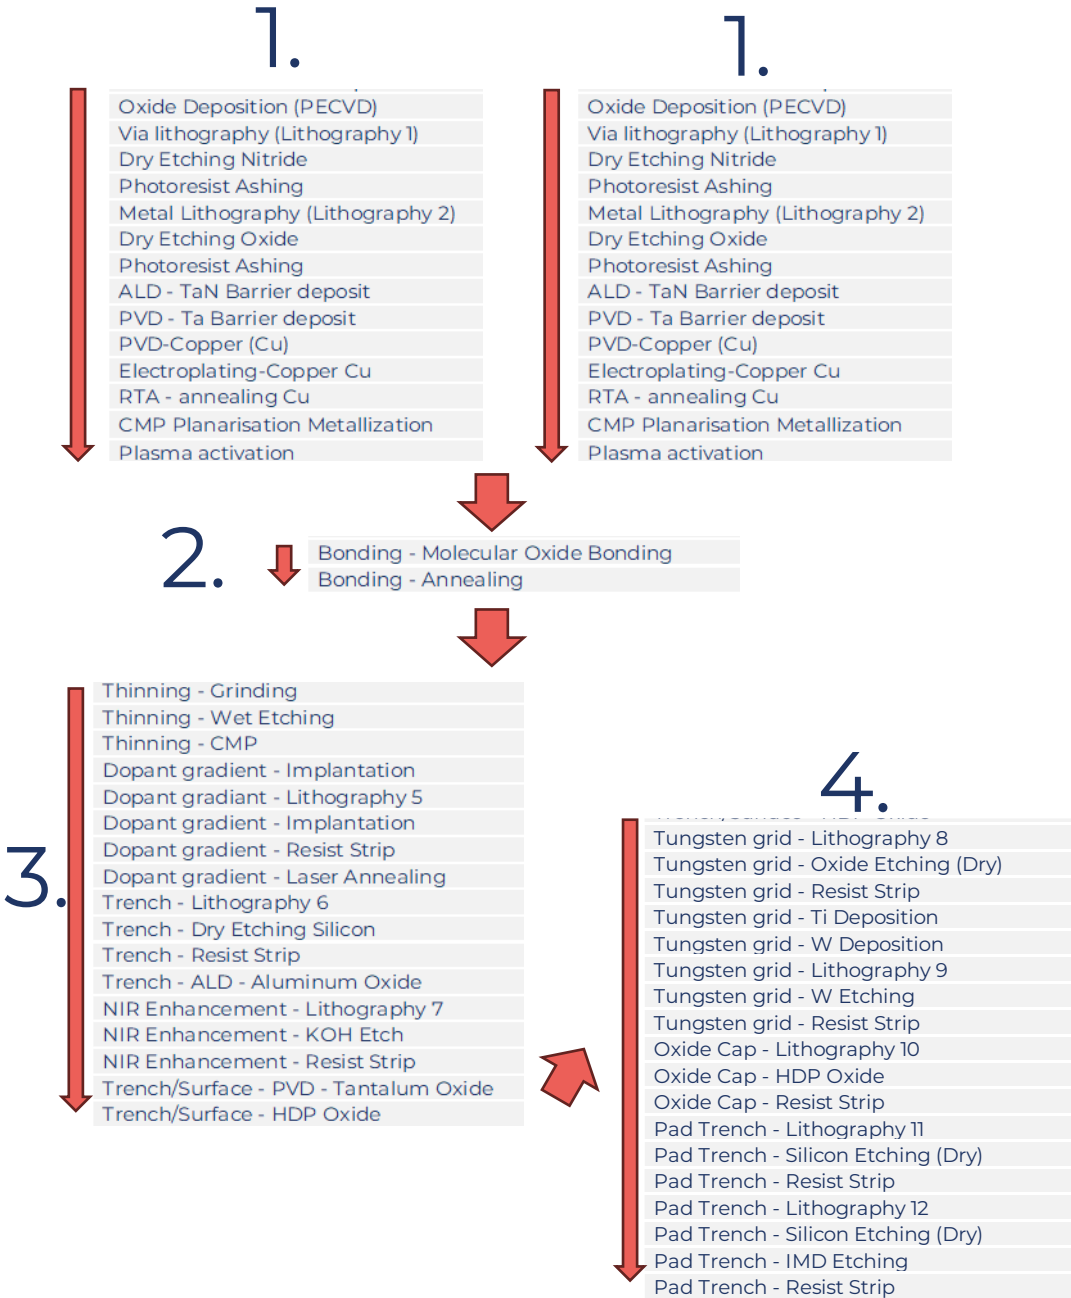 1.
Oxide Deposition (PECVD)
Via lithography (Lithography 1)
Dry Etching Nitride
Photoresist Ashing
Metal Lithography (Lithography 2)
Dry Etching Oxide
Photoresist Ashing
ALD - TaN Barrier deposit
PVD - Ta Barrier deposit
PVD-Copper (Cu)
Electroplating-Copper Cu
RTA - annealing Cu
CMP Planarisation Metallization
Plasma activation
1.
Oxide Deposition (PECVD)
Via lithography (Lithography 1)
Dry Etching Nitride
Photoresist Ashing
Metal Lithography (Lithography 2)
Dry Etching Oxide
Photoresist Ashing
ALD - TaN Barrier deposit
PVD - Ta Barrier deposit
PVD-Copper (Cu)
Electroplating-Copper Cu
RTA - annealing Cu
CMP Planarisation Metallization
Plasma activation
2.
Bonding - Molecular Oxide Bonding
Bonding - Annealing
3.
Thinning - Grinding
Thinning - Wet Etching
Thinning - CMP
Dopant gradient - Implantation
Dopant gradiant - Lithography 5
Dopant gradient - Implantation
Dopant gradient - Resist Strip
Dopant gradient - Laser Annealing
Trench - Lithography 6
Trench - Dry Etching Silicon
Trench - Resist Strip
Trench - ALD - Aluminum Oxide
NIR Enhancement - Lithography 7
NIR Enhancement - KOH Etch
NIR Enhancement - Resist Strip
Trench/Surface - PVD - Tantalum Oxide
Trench/Surface - HDP Oxide
4.
Tungsten grid - Lithography 8
Tungsten grid - Oxide Etching (Dry)
Tungsten grid - Resist Strip
Tungsten grid - Ti Deposition
Tungsten grid - W Deposition
Tungsten grid - Lithography 9
Tungsten grid - W Etching
Tungsten grid - Resist Strip
Oxide Cap - Lithography 10
Oxide Cap - HDP Oxide
Oxide Cap - Resist Strip
Pad Trench - Lithography 11
Pad Trench - Silicon Etching (Dry)
Pad Trench - Resist Strip
Pad Trench - Lithography 12
Pad Trench - Silicon Etching (Dry)
Pad Trench - IMD Etching
Pad Trench - Resist Strip